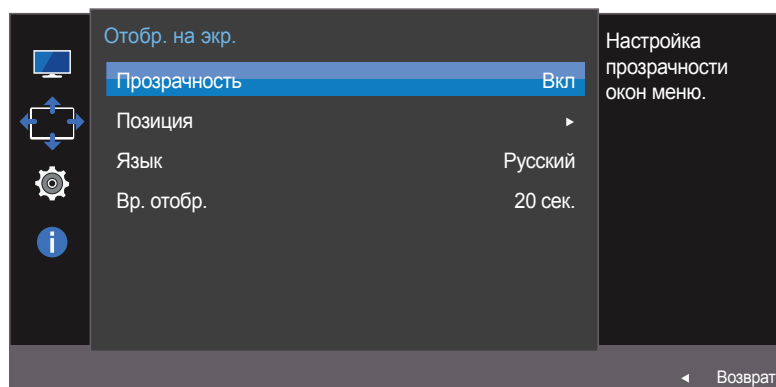 Отобр. на экр.
Прозрачность Вкл
Позиция ▸
Язык Русский
Вр. отобр. 20 сек.
Настройка
прозрачности
окон меню.
◂ Возврат